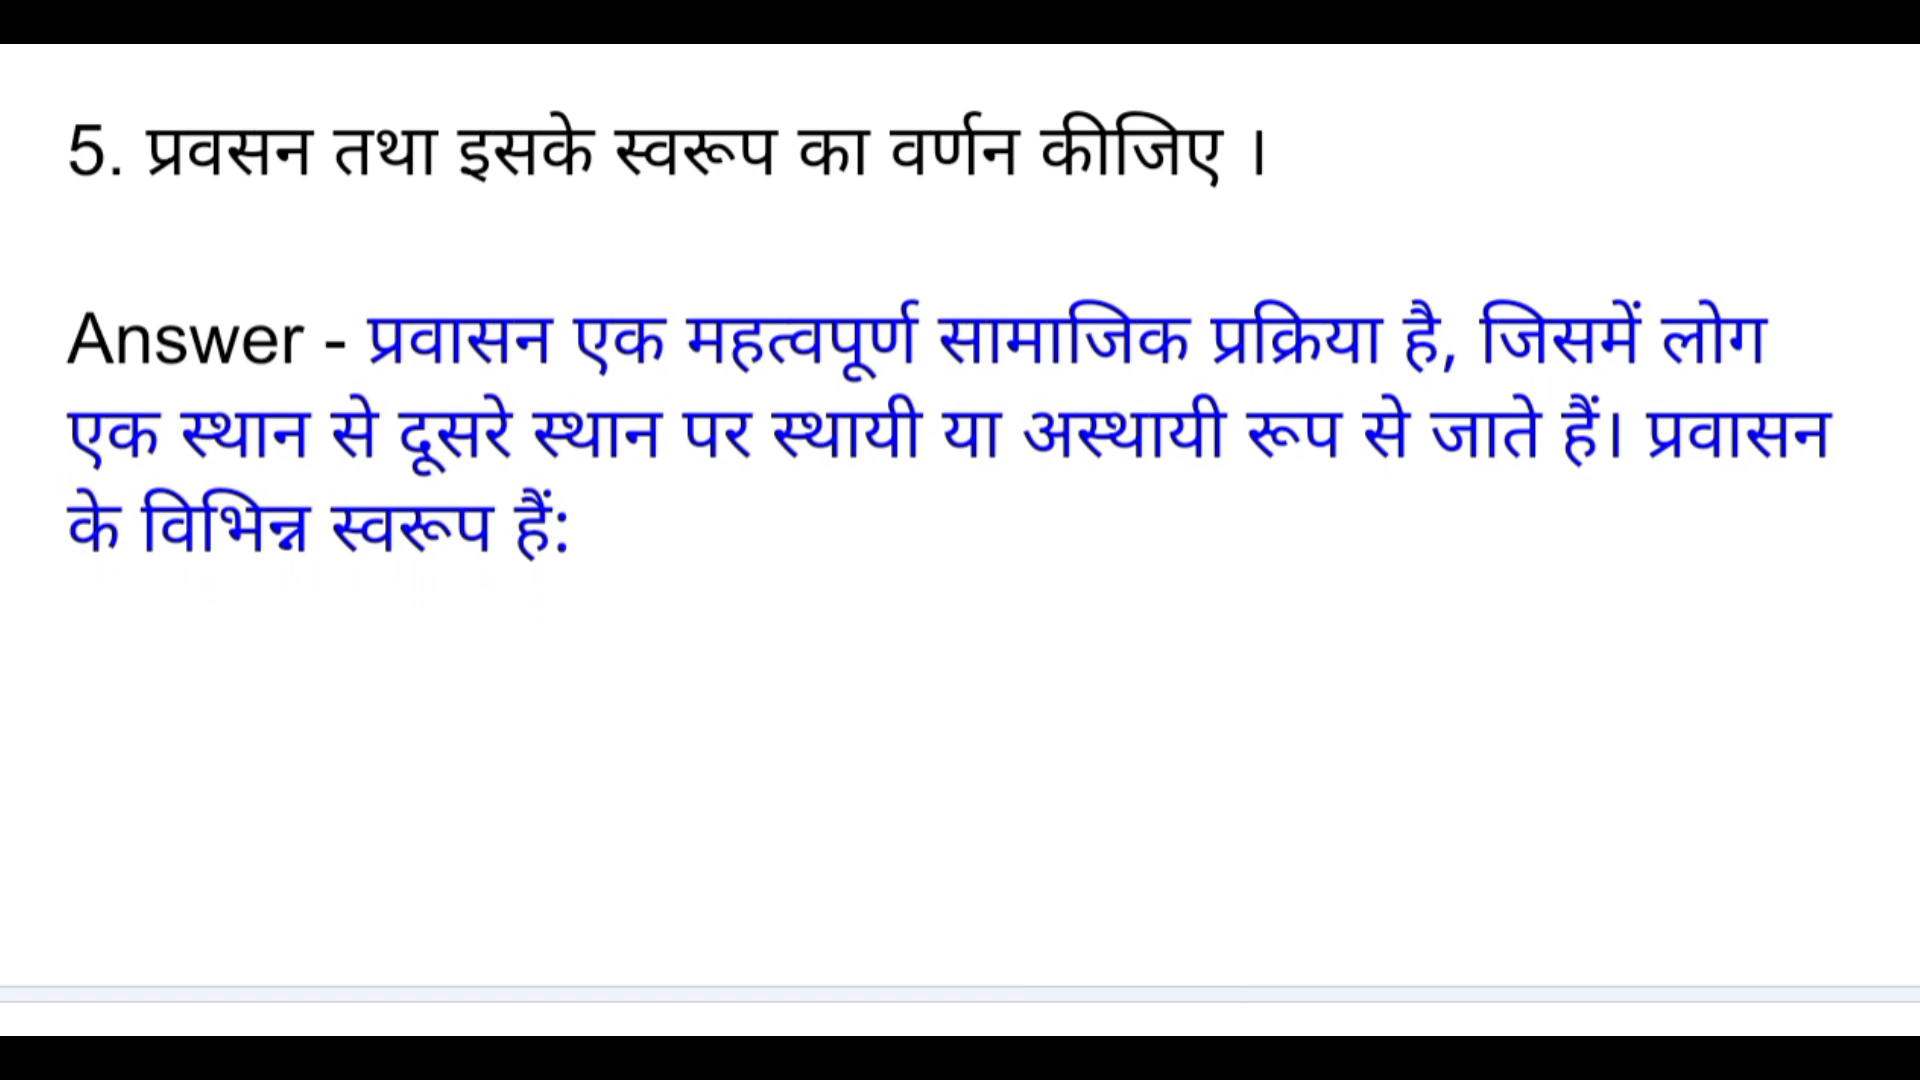 5. प्रवसन तथा इसके स्वरूप का वर्णन कीजिए ।
Answer - प्रवासन एक महत्वपूर्ण सामाजिक प्रक्रिया है, जिसमें लोग
एक स्थान से दूसरे स्थान पर स्थायी या अस्थायी रूप से जाते हैं। प्रवासन
के विभिन्न स्वरूप हैं: